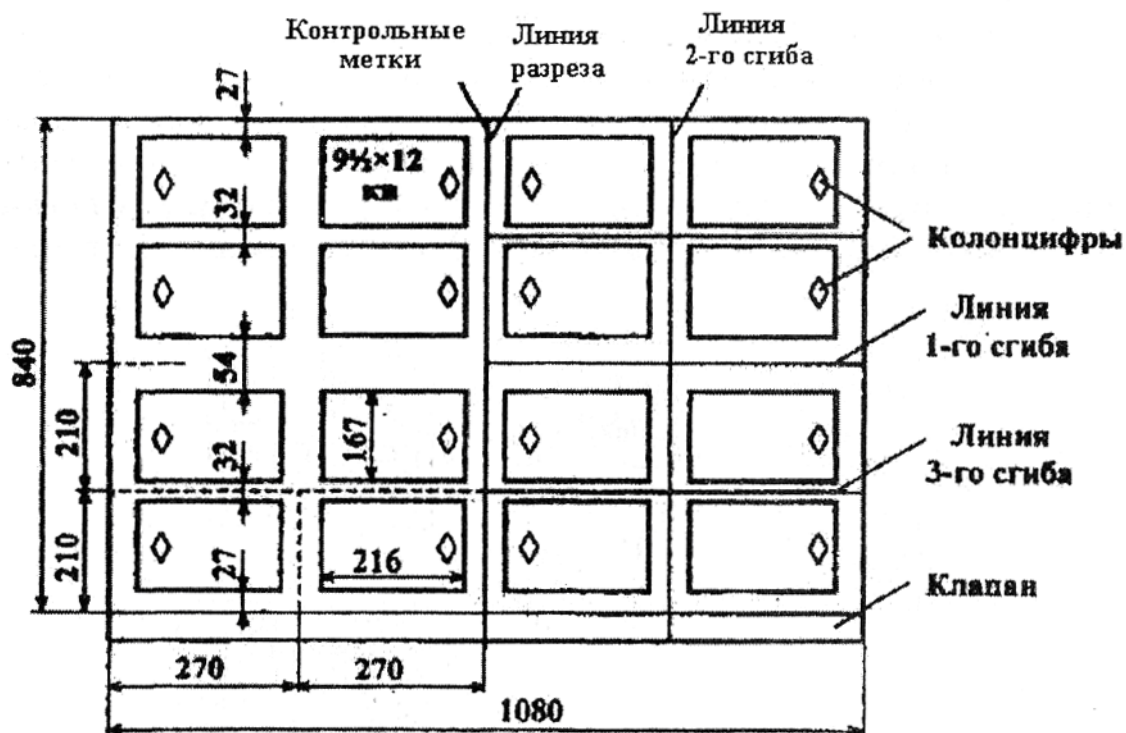 Контрольные
метки
Линия
разреза
Линия
2-го сгиба
27
9½×12
кв
32
Колонцифры
Линия
1-го сгиба
840
54
210
32
167
Линия
3-го сгиба
210
27
216
Клапан
270
270
1080